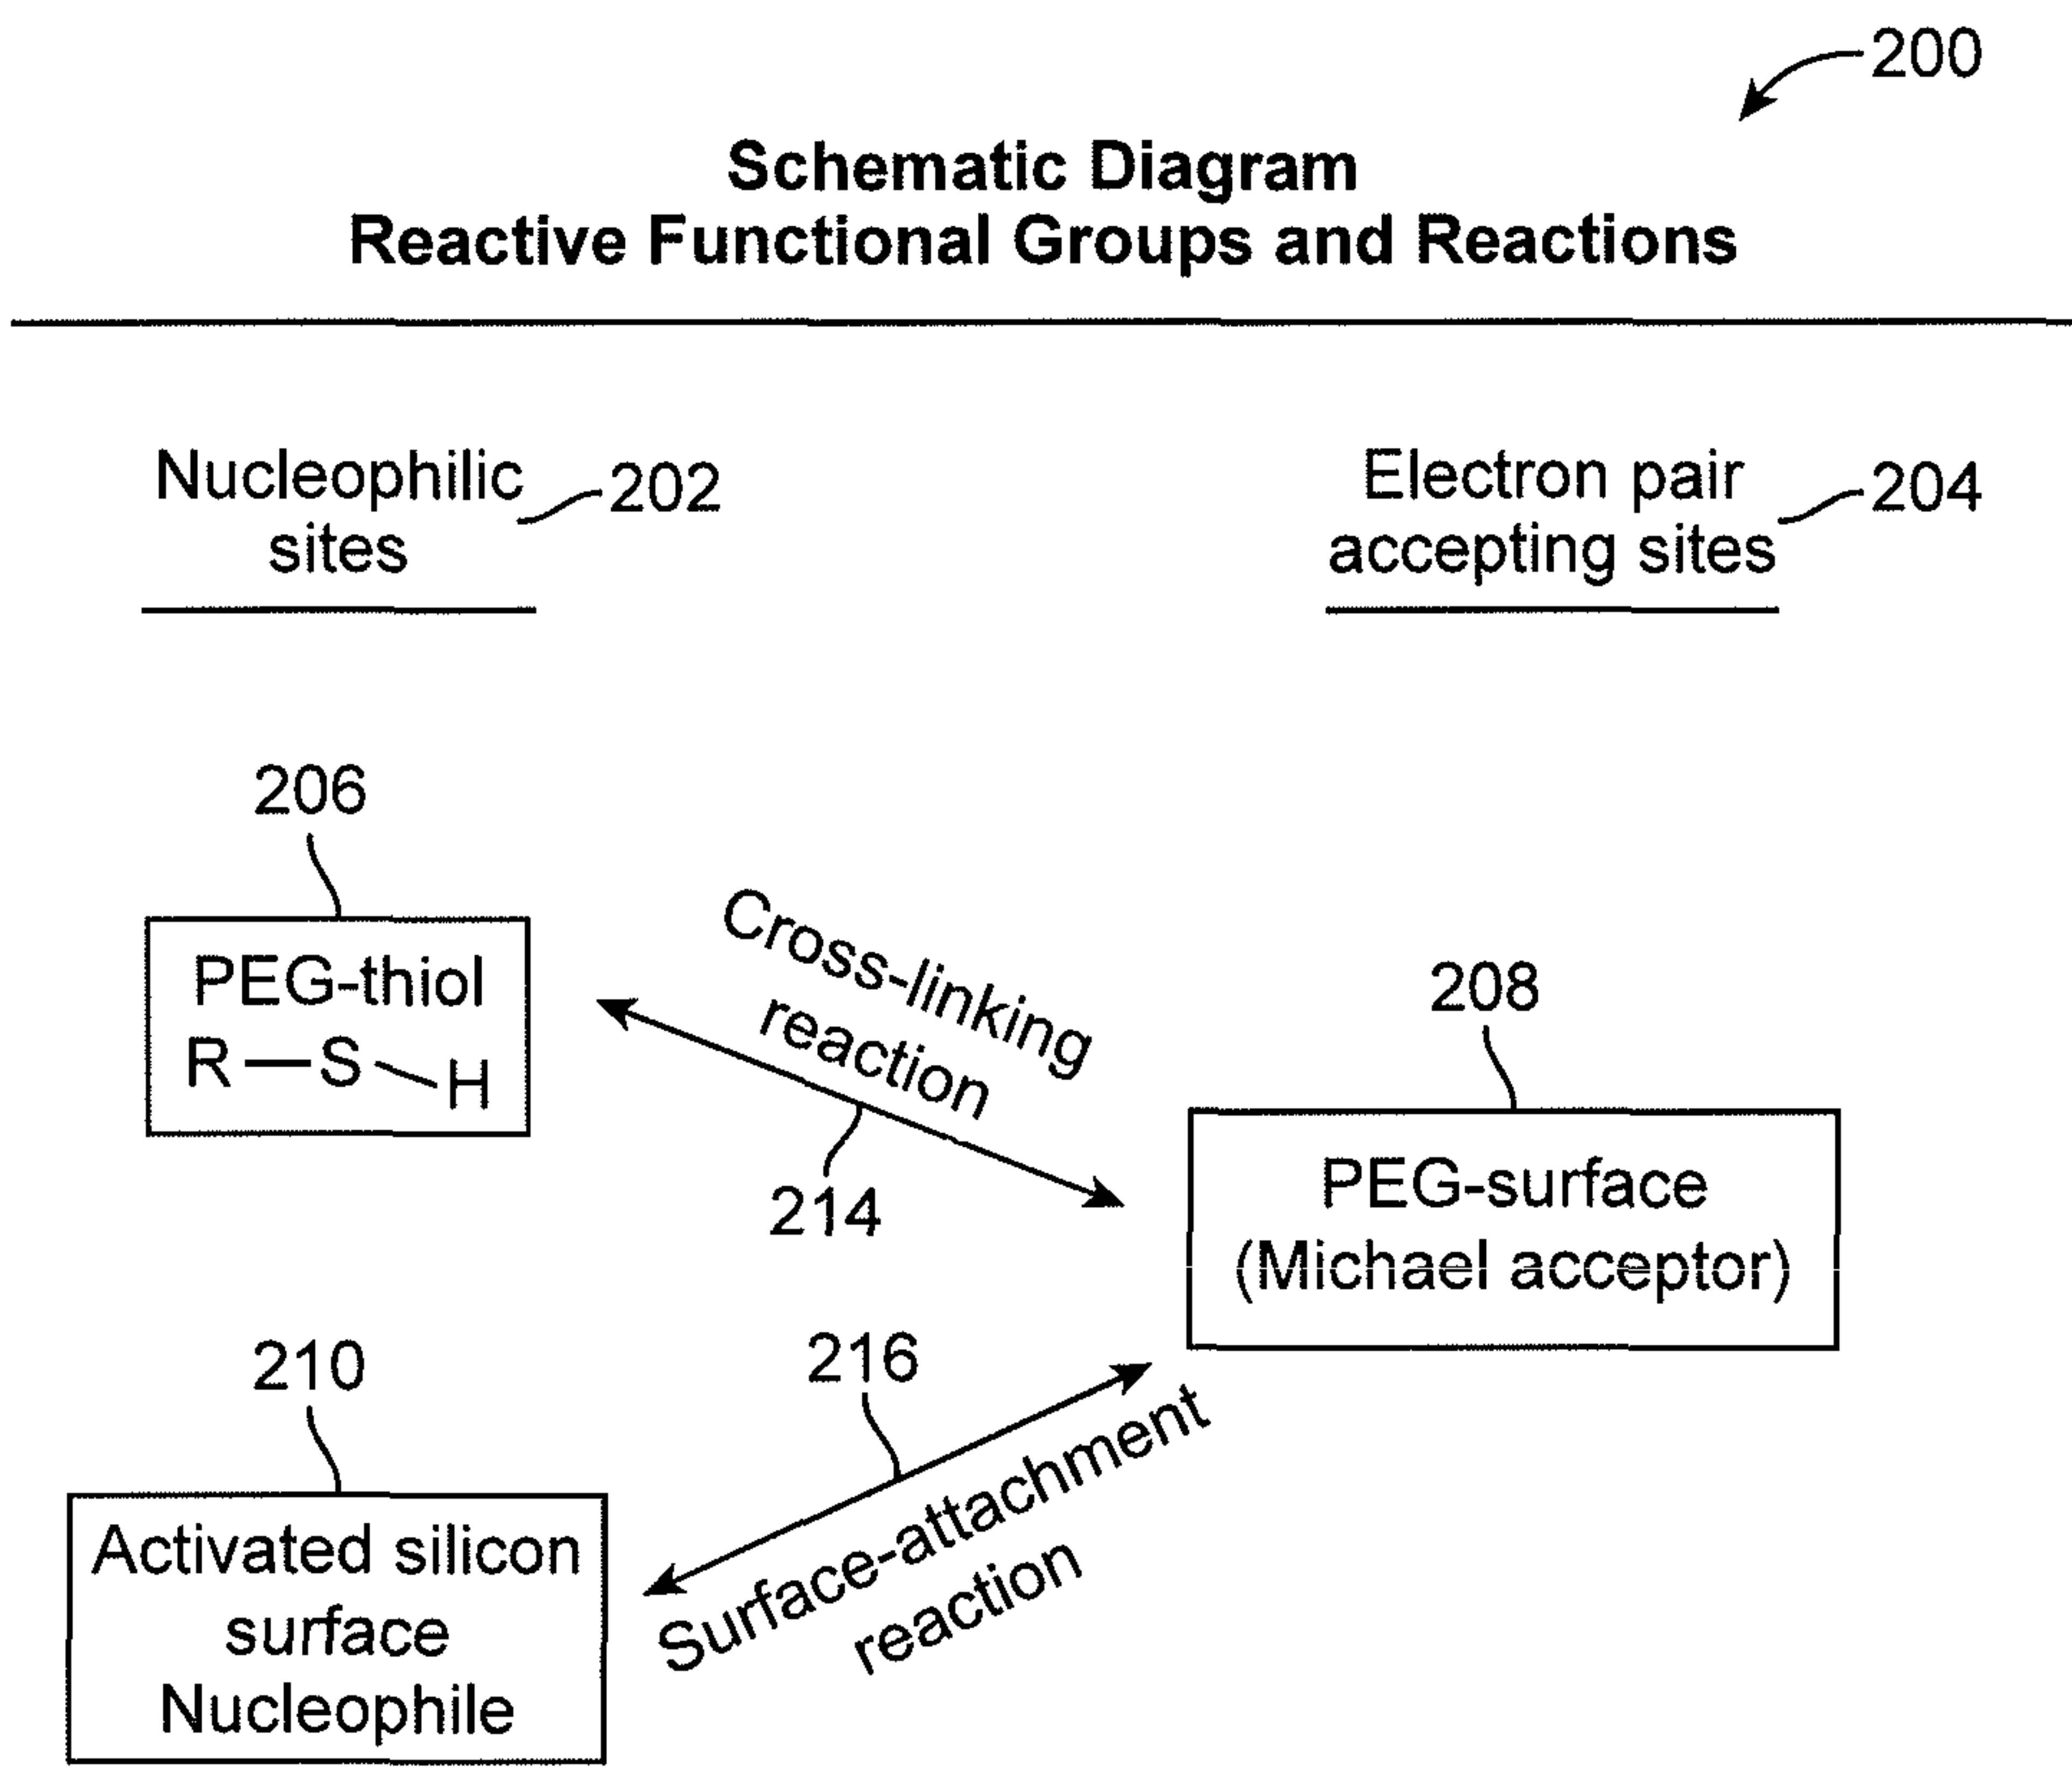 200
Schematic Diagram
Reactive Functional Groups and Reactions
Nucleophilic
sites
202
Electron pair
accepting sites
204
206
PEG-thiol
R—S—H
Cross-linking
reaction
214
208
PEG-surface
(Michael acceptor)
210
Activated silicon
surface
Nucleophile
216
Surface-attachment
reaction